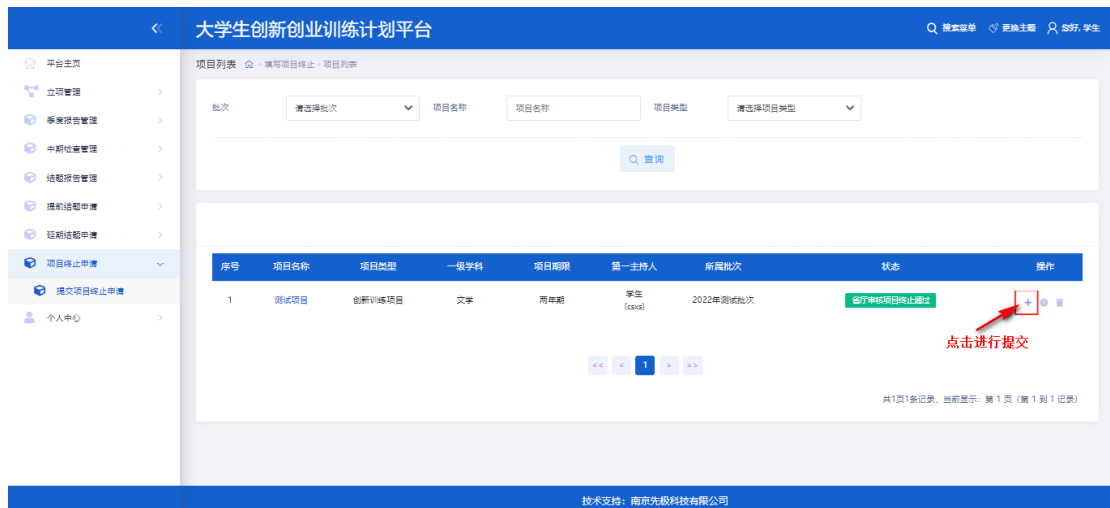 大学生创新创业训练计划平台
搜索菜单 更换主题 您好, 学生
平台主页
立项管理
季度报告管理
中期检查管理
结题报告管理
提前结题申请
延期结题申请
项目终止申请
提交项目终止申请
个人中心
项目列表 - 填写项目终止 - 项目列表
批次 请选择批次 项目名称 项目名称 项目类型 请选择项目类型
查询
序号 项目名称 项目类型 一级学科 项目期限 第一主持人 所属批次 状态 操作
1 测试项目 创新训练项目 文学 两年期 学生 2022年测试批次 省厅审核项目终止通过
(csxs)
点击进行提交
<< < 1 > >>
共1页1条记录, 当前显示: 第 1 页 (第 1 到 1 记录)
技术支持: 南京先极科技有限公司